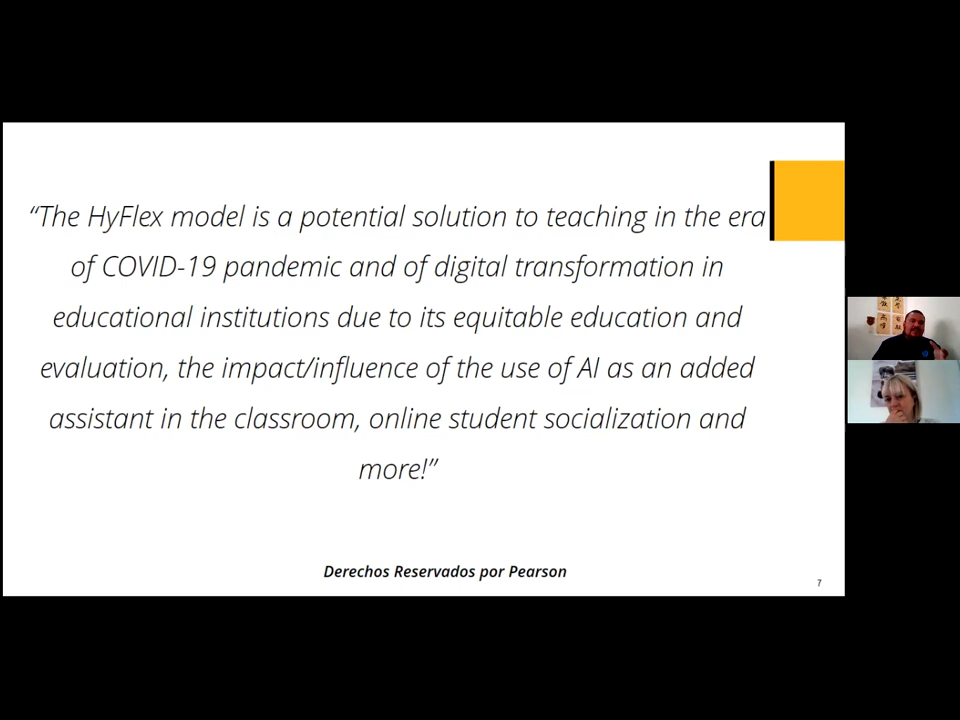 “The HyFlex model is a potential solution to teaching in the era
of COVID-19 pandemic and of digital transformation in
educational institutions due to its equitable education and
evaluation, the impact/influence of the use of AI as an added
assistant in the classroom, online student socialization and
more!”
Derechos Reservados por Pearson
7